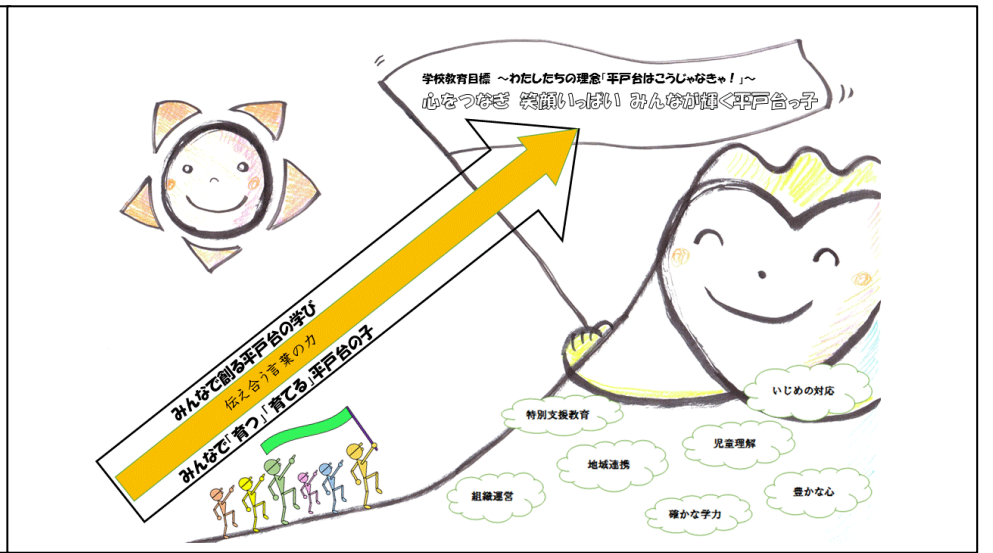 学校教育目標 ～わたしたちの理念「平戸台はこうじゃなきゃ！」～
心をつなぎ 笑顔いっぱい みんなが輝く平戸台っ子
みんなで創る平戸台の学び
伝え合う言葉の力
みんなで「育つ」「育てる」平戸台の子
いじめの対応
特別支援教育
児童理解
地域連携
組織運営
豊かな心
確かな学力